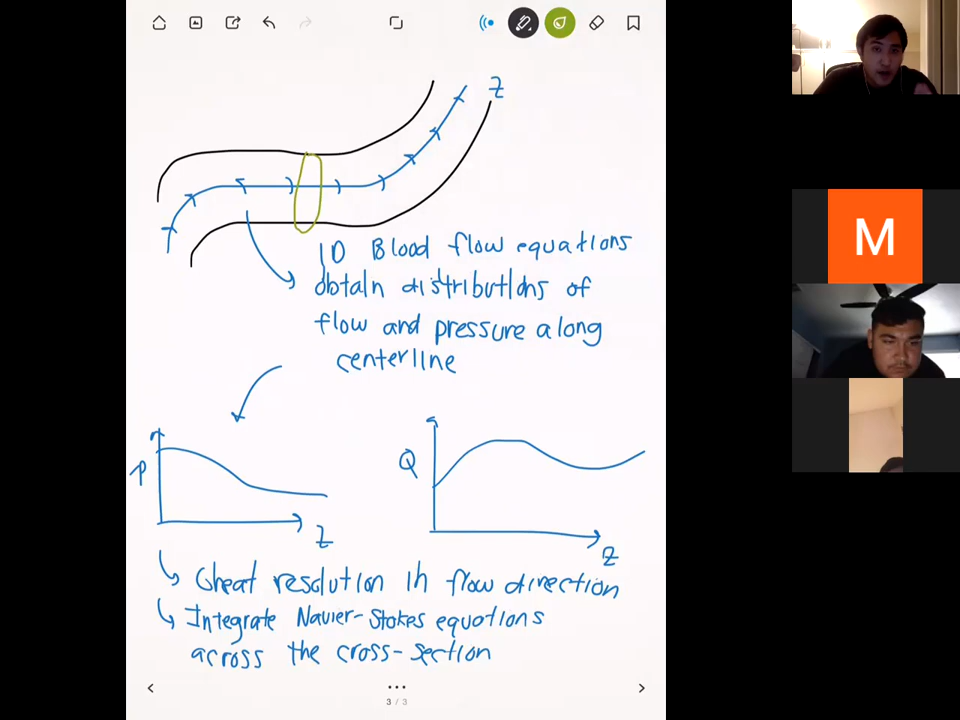 Z
M
1D Blood flow equations
obtain distributions of
flow and pressure along
centerline
P
Z
Q
Z
Great resolution in flow direction
Integrate Navier-Stokes equations
across the cross-section
3 / 3